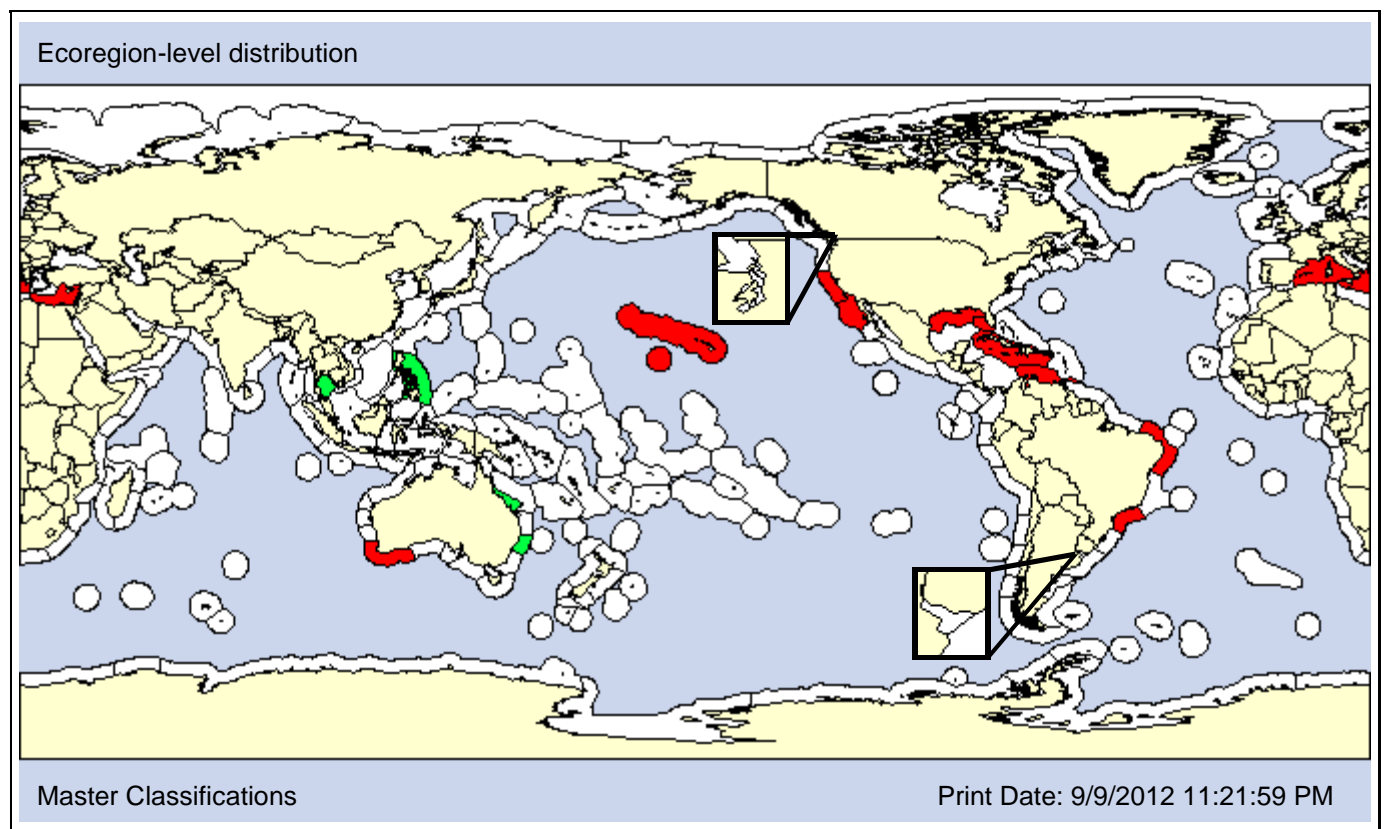 Ecoregion-level distribution
Master Classifications
Print Date: 9/9/2012 11:21:59 PM